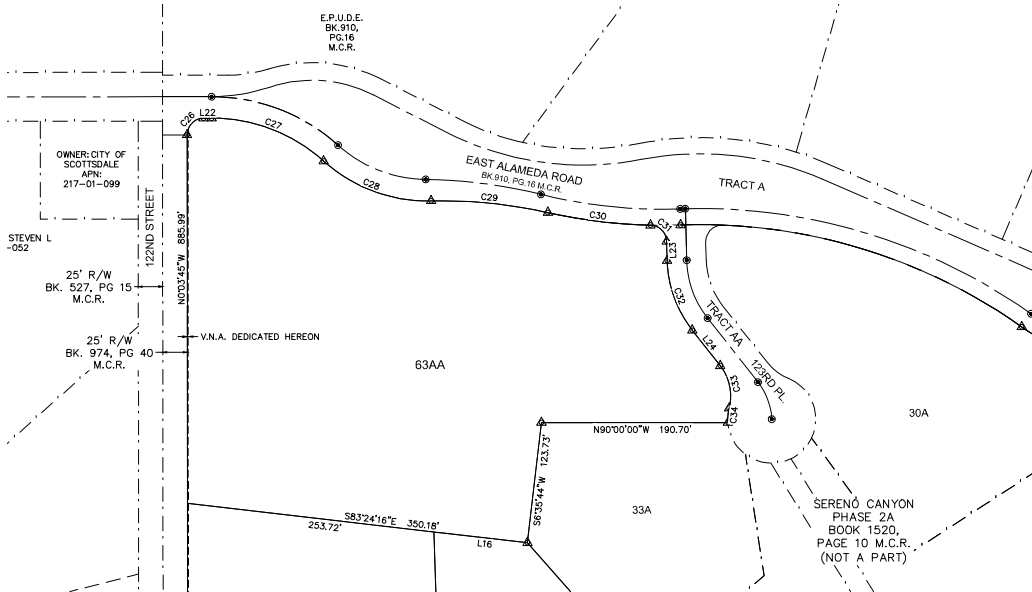 E.P.U.D.E.
BK.910,
PG.16
M.C.R.
C26
L22
C27
OWNER: CITY OF
SCOTTSDALE
APN:
217-01-099
EAST ALAMEDA ROAD
BK.910, PG.16 M.C.R.
TRACT A
C28
C29
C30
C31
L23
STEVEN L
-052
122ND STREET
N0°03'45"W 885.99'
25' R/W
BK. 527, PG 15
M.C.R.
C32
TRACT AA
V.N.A. DEDICATED HEREON
25' R/W
BK. 974, PG 40
M.C.R.
L24
63AA
123RD PL.
C33
C34
30A
N90°00'00"W 190.70'
S6°35'44"W 123.73'
33A
SERENO CANYON
PHASE 2A
BOOK 1520,
PAGE 10 M.C.R.
(NOT A PART)
S83°24'16"E 350.18'
253.72'
L16